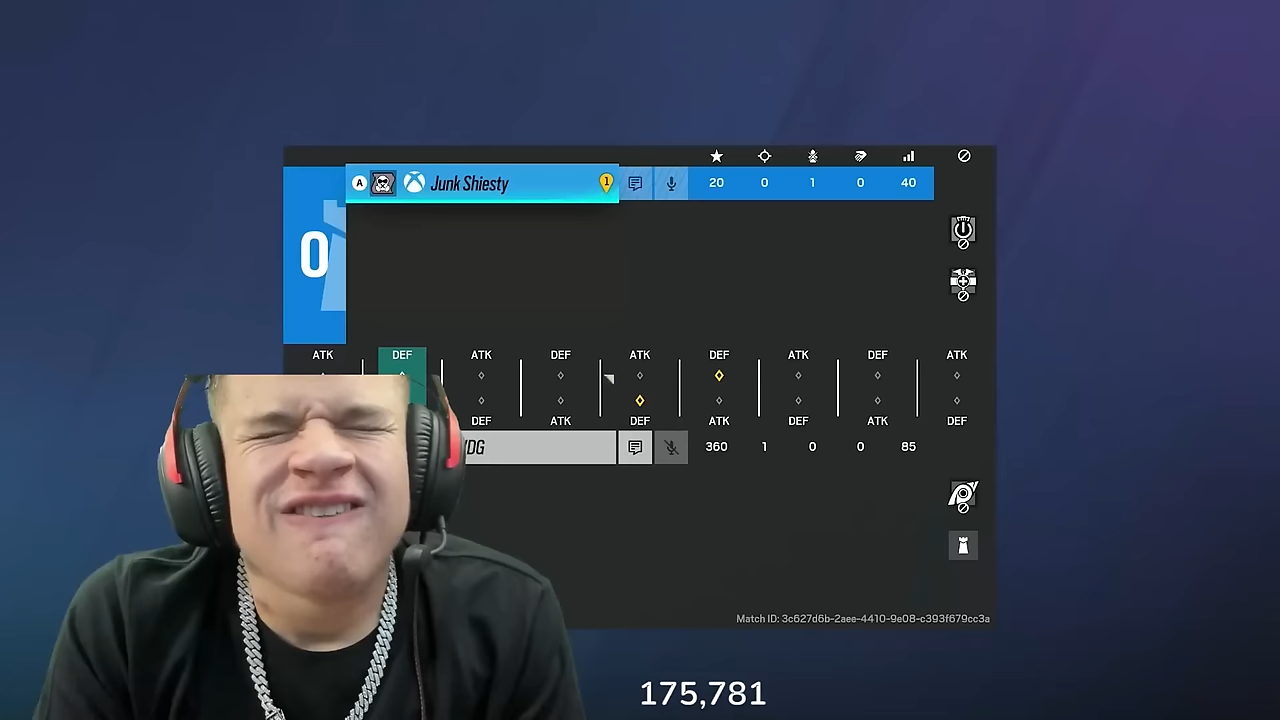 A Junk Shiesty 1 20 0 1 0 40
0
ATK DEF ATK DEF ATK DEF ATK DEF ATK
DEF ATK DEF ATK DEF ATK DEF
360 1 0 0 85
Match ID: 3c627d6b-2aee-4410-9e08-c393f679cc3a
175,781